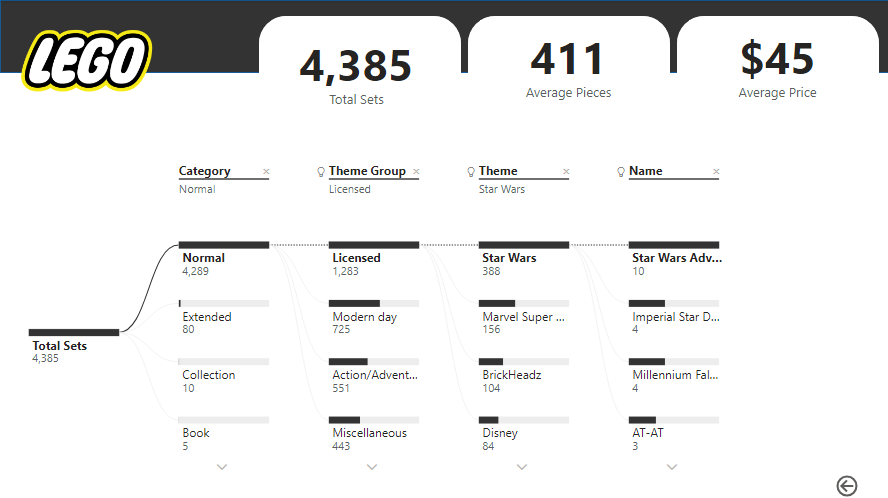 LEGO
4,385
Total Sets
411
Average Pieces
$45
Average Price
Category
Normal
Theme Group
Licensed
Theme
Star Wars
Name
Total Sets
4,385
Normal
4,289
Extended
80
Collection
10
Book
5
Licensed
1,283
Modern day
725
Action/Advent...
551
Miscellaneous
443
Star Wars
388
Marvel Super ...
156
BrickHeadz
104
Disney
84
Star Wars Adv...
10
Imperial Star D...
4
Millennium Fal...
4
AT-AT
3